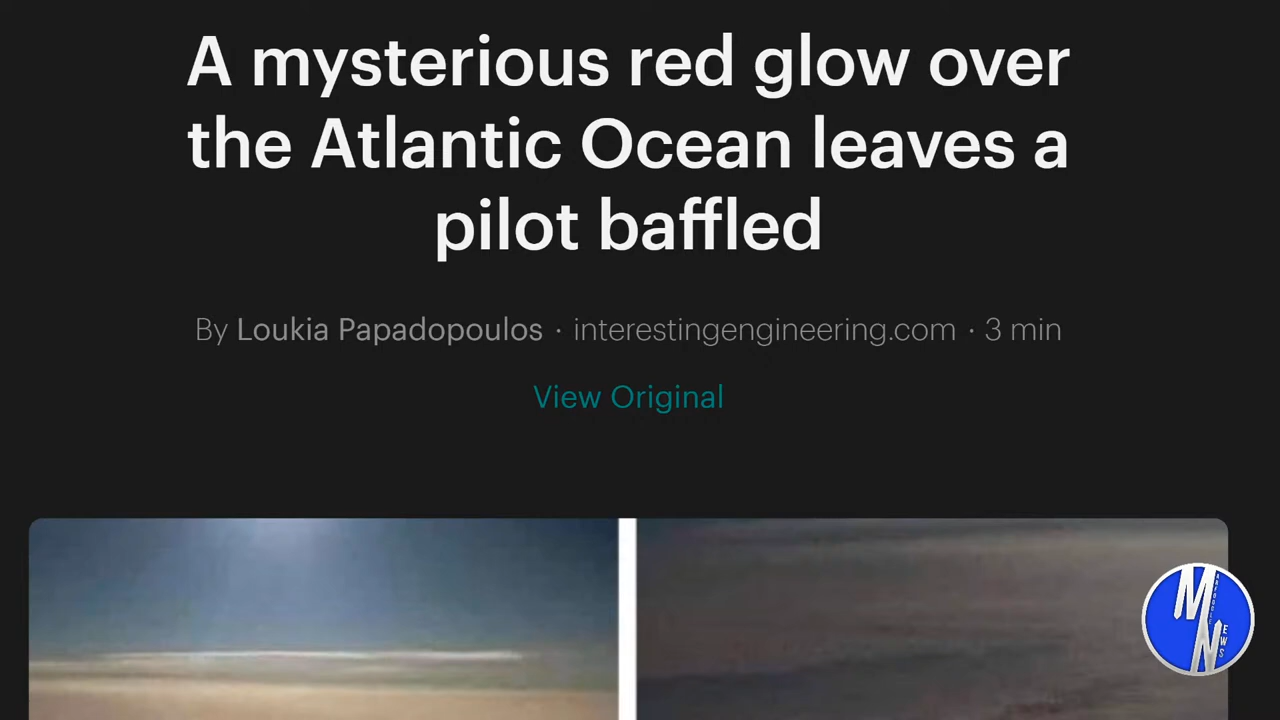 A mysterious red glow over
the Atlantic Ocean leaves a
pilot baffled
By Loukia Papadopoulos · interestingengineering.com · 3 min
View Original